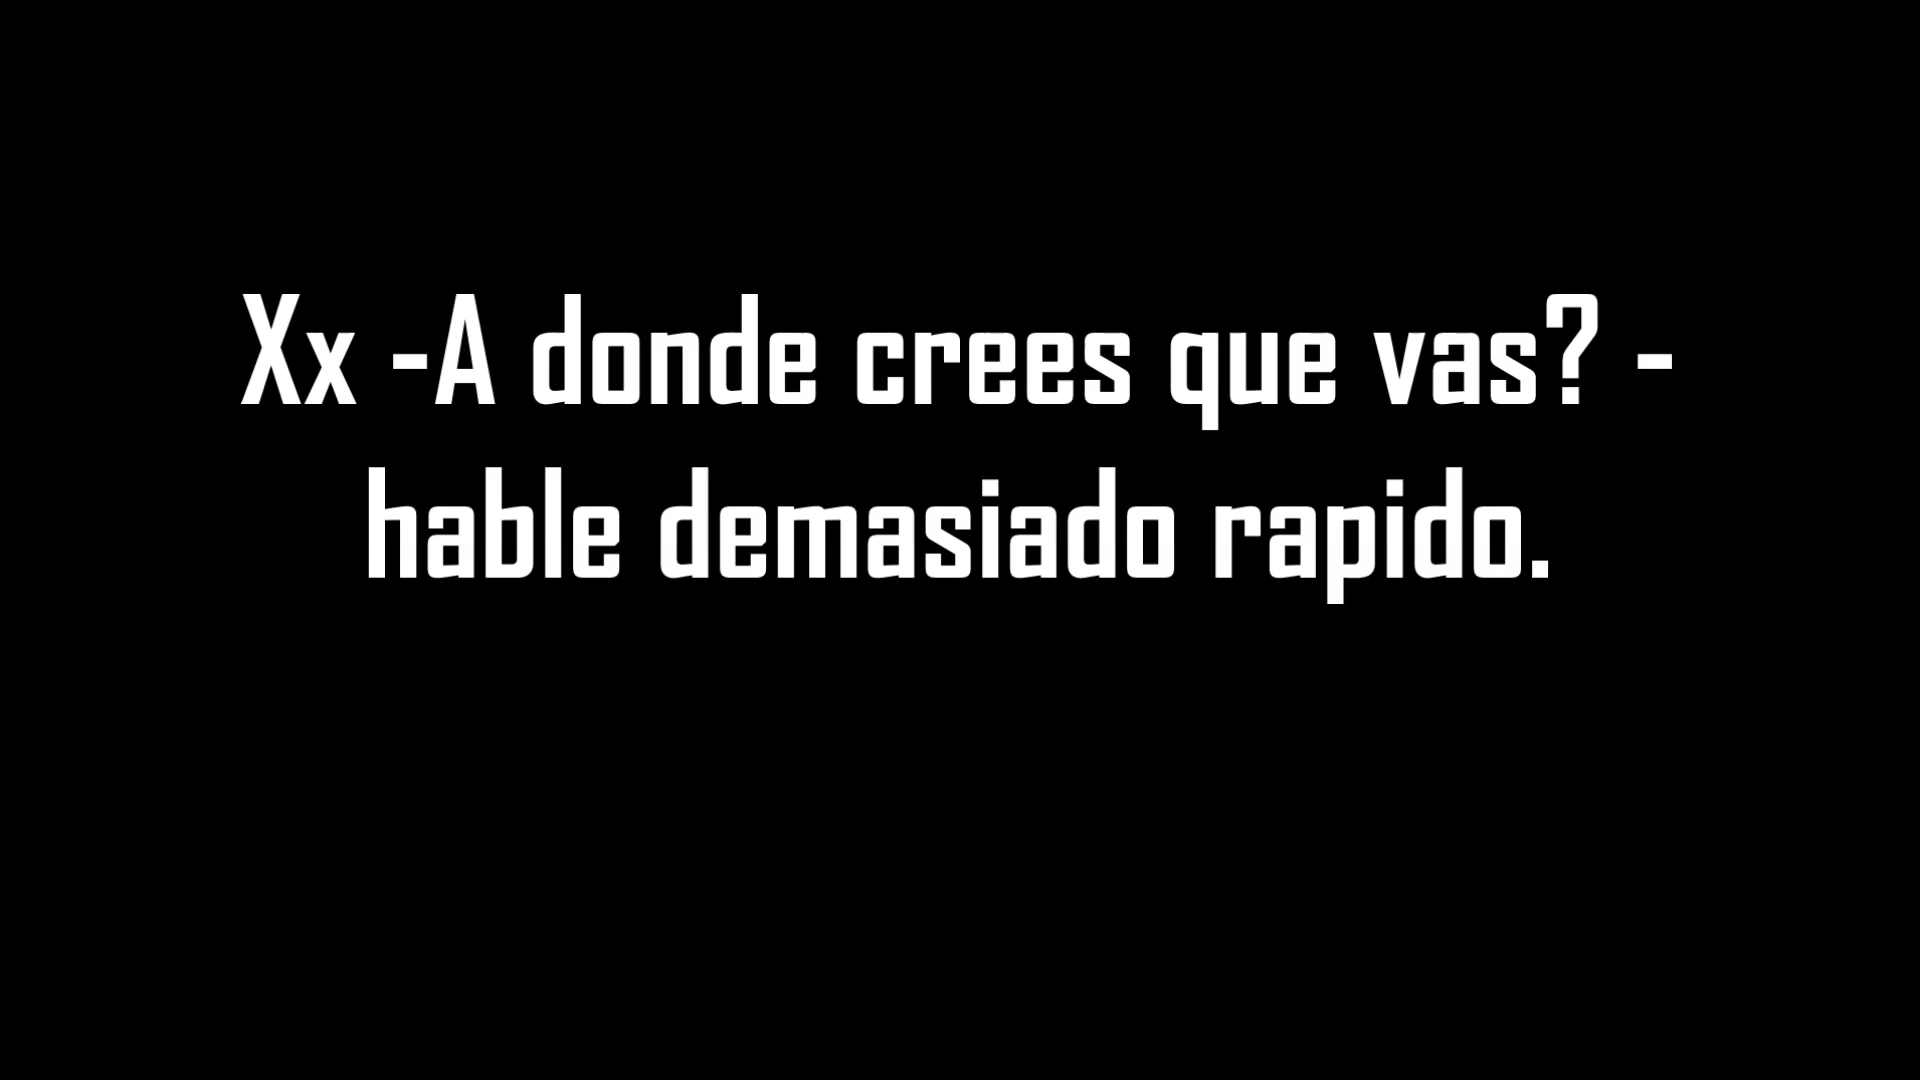 Xx -A donde crees que vas? -
hable demasiado rapido.